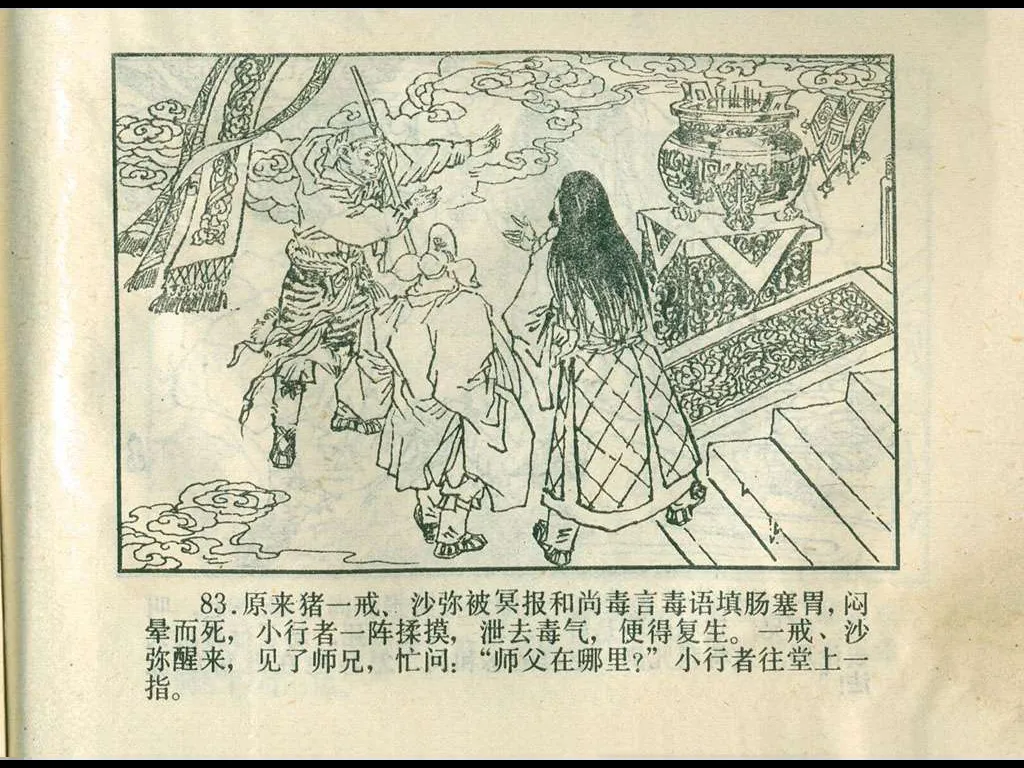 83.原来猪一戒、沙弥被冥报和尚毒言毒语填肠塞胃,闷
晕而死,小行者一阵揉摸,泄去毒气,便得复生。一戒、沙
弥醒来,见了师兄,忙问:“师父在哪里?”小行者往堂上一
指。